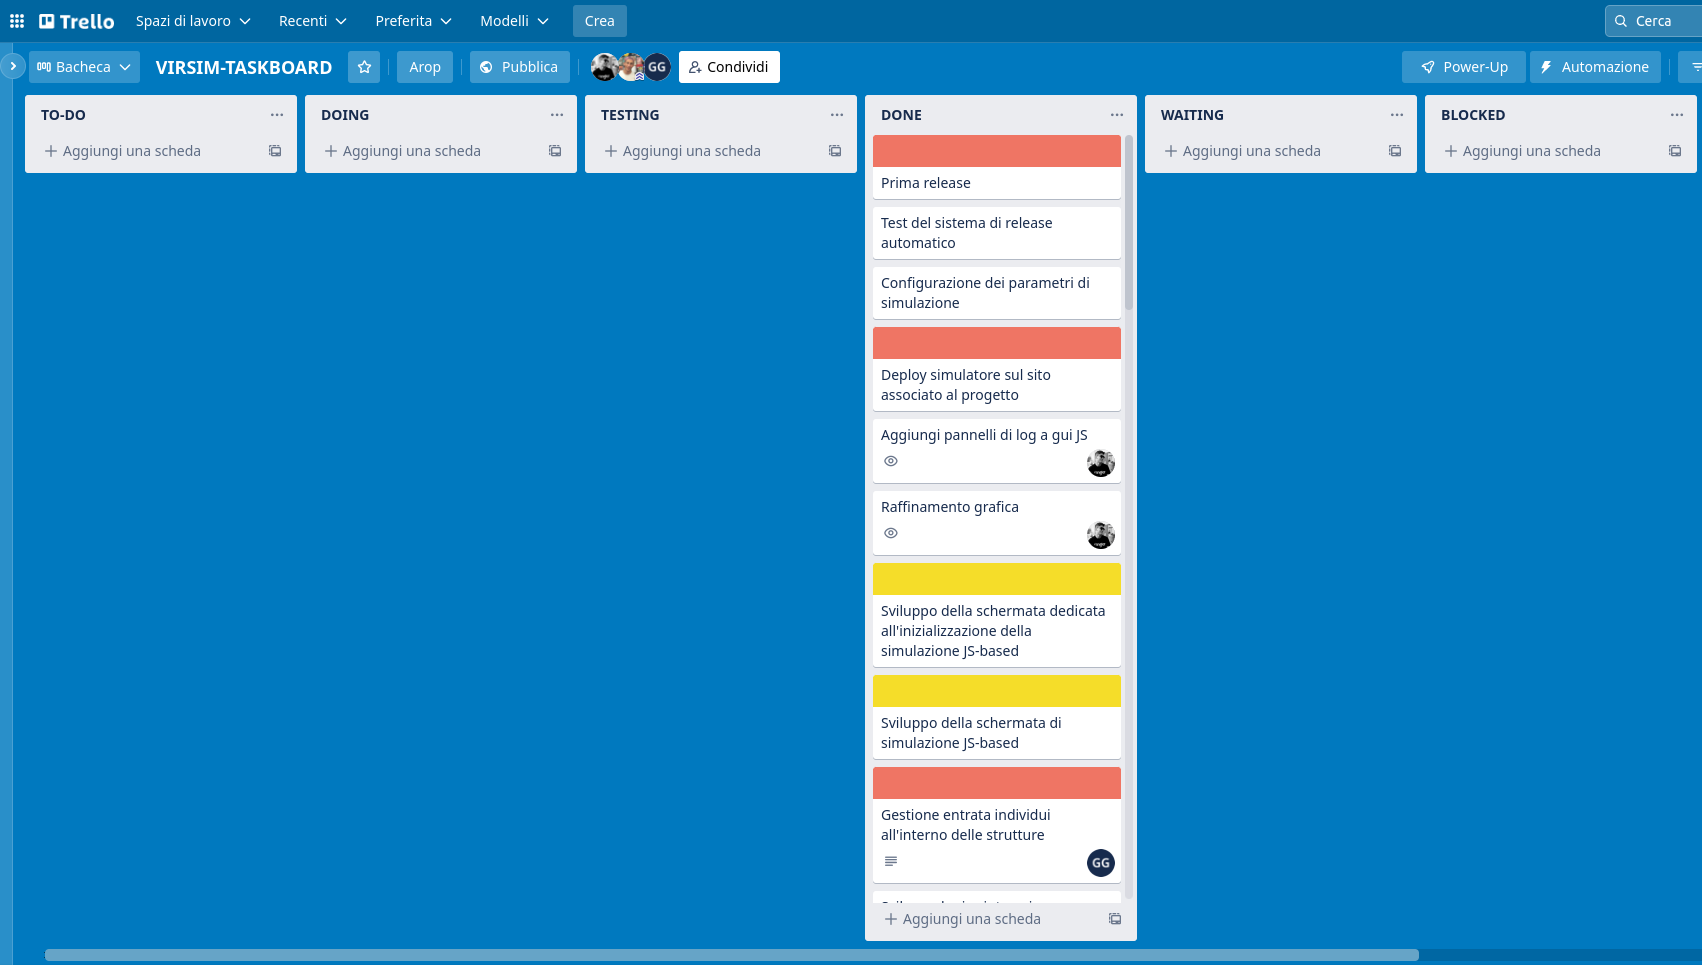 Trello Spazi di lavoro Recenti Preferita Modelli Crea Cerca
Bacheca VIRSIM-TASKBOARD Arop Pubblica GG Condividi Power-Up Automazione
TO-DO
Aggiungi una scheda
DOING
Aggiungi una scheda
TESTING
Aggiungi una scheda
DONE
Prima release
Test del sistema di release
automatico
Configurazione dei parametri di
simulazione
Deploy simulatore sul sito
associato al progetto
Aggiungi pannelli di log a gui JS
Raffinamento grafica
Sviluppo della schermata dedicata
all'inizializzazione della
simulazione JS-based
Sviluppo della schermata di
simulazione JS-based
Gestione entrata individui
all'interno delle strutture
GG
Aggiungi una scheda
WAITING
Aggiungi una scheda
BLOCKED
Aggiungi una scheda